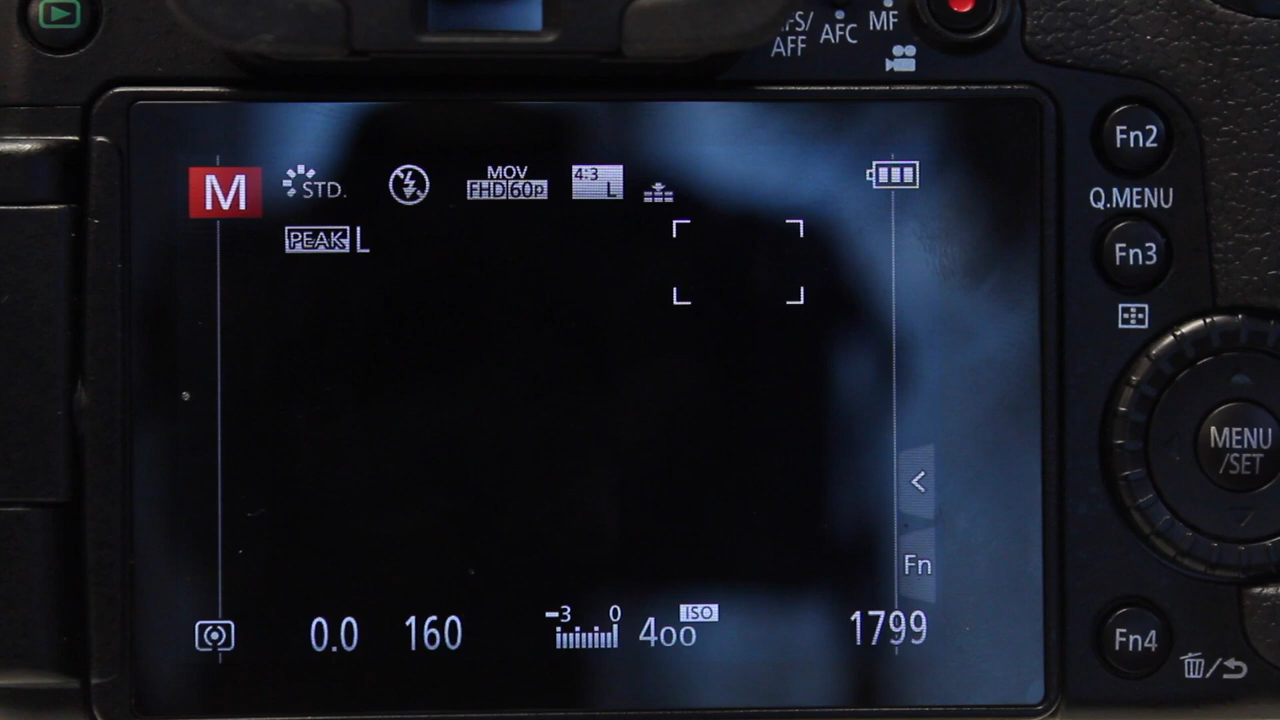 AFC MF
AFF
M STD. MOV FHD 60p 4:3 L
PEAK L
Fn2
Q.MENU
Fn3
MENU
/SET
<
Fn
-3 0 ISO
0.0 160 400 1799
Fn4